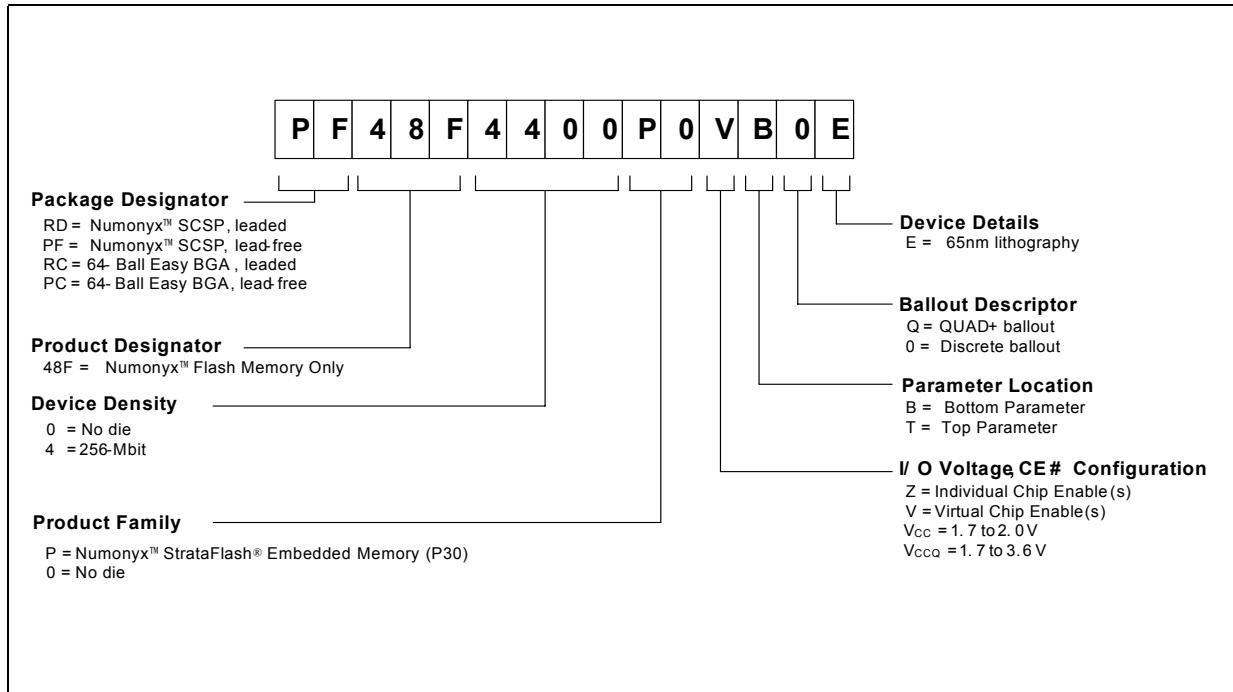 P F 4 8 F 4 4 0 0 P 0 V B 0 E
Package Designator
RD = Numonyx™ SCSP, leaded
PF = Numonyx™ SCSP, lead-free
RC = 64- Ball Easy BGA , leaded
PC = 64- Ball Easy BGA, lead-free
Product Designator
48F = Numonyx™ Flash Memory Only
Device Density
0 = No die
4 = 256-Mbit
Product Family
P = Numonyx™ StrataFlash® Embedded Memory (P30)
0 = No die
Device Details
E = 65nm lithography
Ballout Descriptor
Q = QUAD+ ballout
0 = Discrete ballout
Parameter Location
B = Bottom Parameter
T = Top Parameter
I/ O Voltage, CE # Configuration
Z = Individual Chip Enable (s)
V = Virtual Chip Enable(s)
VCC = 1. 7 to 2. 0 V
VCCQ = 1. 7 to 3. 6 V